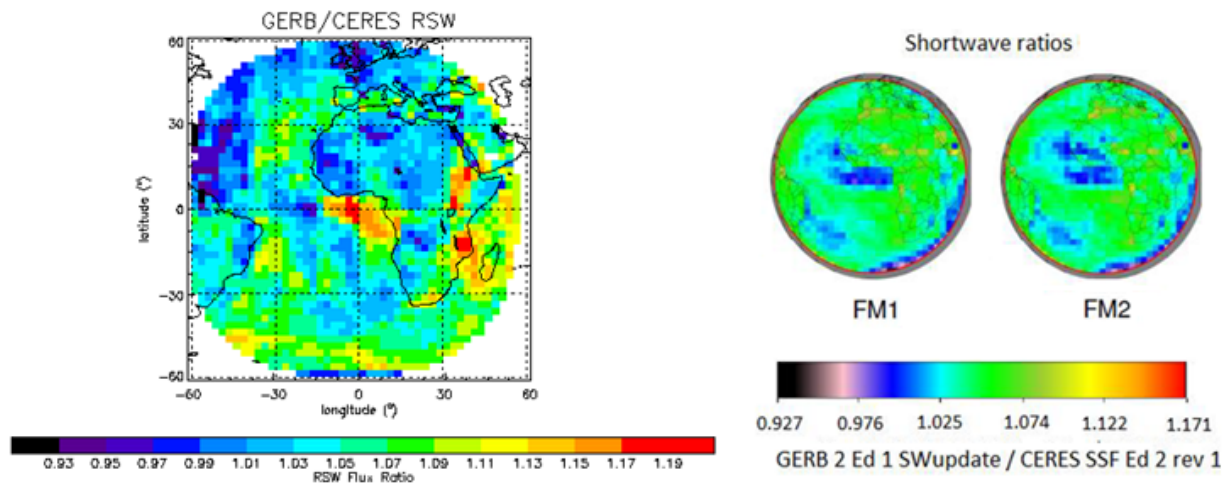 GERB/CERES RSW
60
30
0
-30
-60
latitude (°)
-60 -30 0 30 60
longitude (°)
0.93 0.95 0.97 0.99 1.01 1.03 1.05 1.07 1.09 1.11 1.13 1.15 1.17 1.19
RSW Flux Ratio
Shortwave ratios
FM1 FM2
0.927 0.976 1.025 1.074 1.122 1.171
GERB 2 Ed 1 SWupdate / CERES SSF Ed 2 rev 1